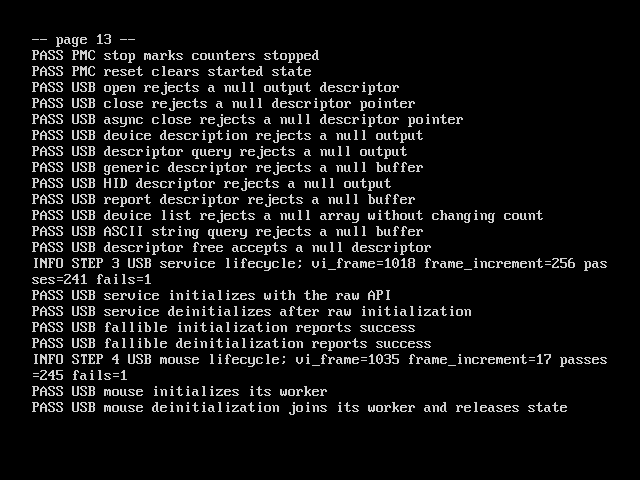 -- page 13 --
PASS PMC stop marks counters stopped
PASS PMC reset clears started state
PASS USB open rejects a null output descriptor
PASS USB close rejects a null descriptor pointer
PASS USB async close rejects a null descriptor pointer
PASS USB device description rejects a null output
PASS USB descriptor query rejects a null output
PASS USB generic descriptor rejects a null buffer
PASS USB HID descriptor rejects a null output
PASS USB report descriptor rejects a null buffer
PASS USB device list rejects a null array without changing count
PASS USB ASCII string query rejects a null buffer
PASS USB descriptor free accepts a null descriptor
INFO STEP 3 USB service lifecycle; vi_frame=1018 frame_increment=256 pas
ses=241 fails=1
PASS USB service initializes with the raw API
PASS USB service deinitializes after raw initialization
PASS USB fallible initialization reports success
PASS USB fallible deinitialization reports success
INFO STEP 4 USB mouse lifecycle; vi_frame=1035 frame_increment=17 passes
=245 fails=1
PASS USB mouse initializes its worker
PASS USB mouse deinitialization joins its worker and releases state